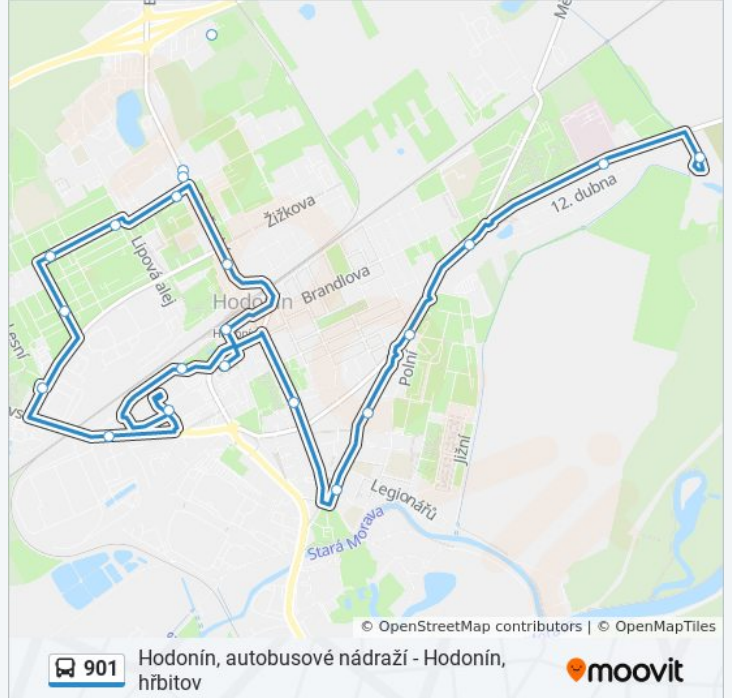 Žižkova
12. dubna
Lipová alej
Brandlova
Hodonín
Lesní
Polní
Jižní
Legionářů
Stará Morava
© OpenStreetMap contributors | © OpenMapTiles
901
Hodonín, autobusové nádraží - Hodonín,
hřbitov
moovit